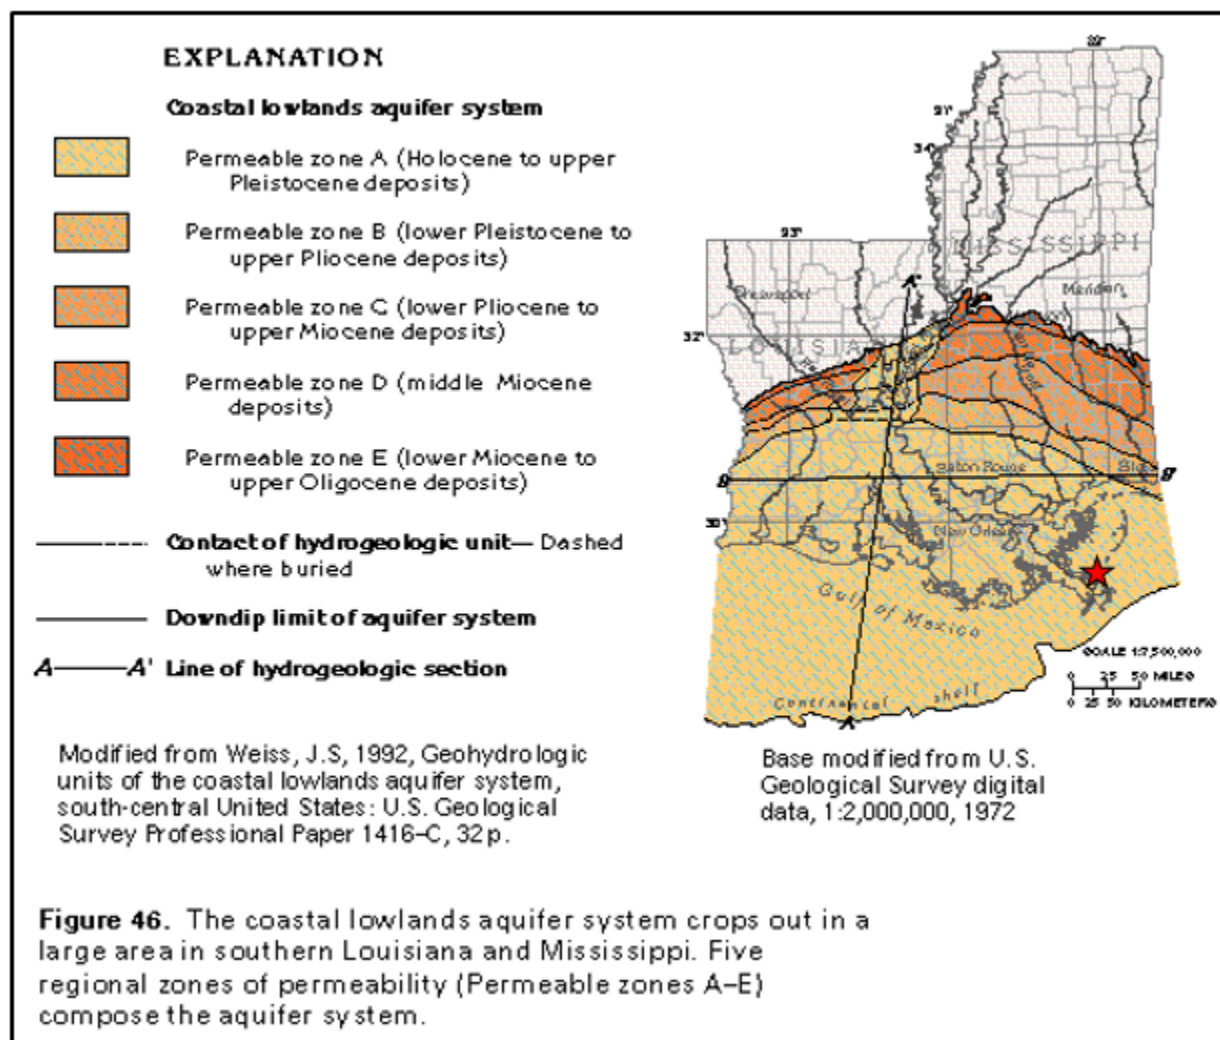 EXPLANATION
Coastal lowlands aquifer system
Permeable zone A (Holocene to upper
Pleistocene deposits)
Permeable zone B (lower Pleistocene to
upper Pliocene deposits)
Permeable zone C (lower Pliocene to
upper Miocene deposits)
Permeable zone D (middle Miocene
deposits)
Permeable zone E (lower Miocene to
upper Oligocene deposits)
Contact of hydrogeologic unit— Dashed
where buried
Downdip limit of aquifer system
A A' Line of hydrogeologic section
Modified from Weiss, J.S, 1992, Geohydrologic
units of the coastal lowlands aquifer system,
south-central United States: U.S. Geological
Survey Professional Paper 1416–C, 32p.
MISSISSIPPI
93°
Shreveport
Meridian
32°
Baton Rouge
B
B'
30°
New Orleans
Gulf of Mexico
Continental shelf
A
SCALE 1:7,500,000
0 25 50 MILES
0 25 50 KILOMETERS
Base modified from U.S.
Geological Survey digital
data, 1:2,000,000, 1972
Figure 46. The coastal lowlands aquifer system crops out in a
large area in southern Louisiana and Mississippi. Five
regional zones of permeability (Permeable zones A–E)
compose the aquifer system.